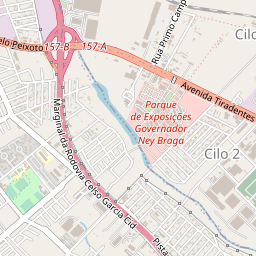 elo Peixoto
157-B
157-A
Rua Primo Camp
Cilo
Avenida Tiradentes
Parque
de Exposições
Governador
Ney Braga
Cilo 2
Marginal da Rodovia Celso Garcia Cid
Pista